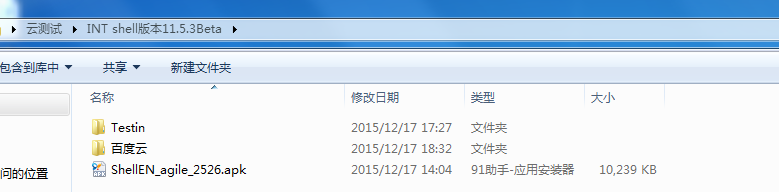 云测试 ▶ INT shell版本11.5.3Beta ▶
包含到库中 ▼ 共享 ▼ 新建文件夹
名称 修改日期 类型 大小
Testin 2015/12/17 17:27 文件夹
百度云 2015/12/17 18:32 文件夹
ShellEN_agile_2526.apk 2015/12/17 14:04 91助手-应用安装器 10,239 KB
问的位置